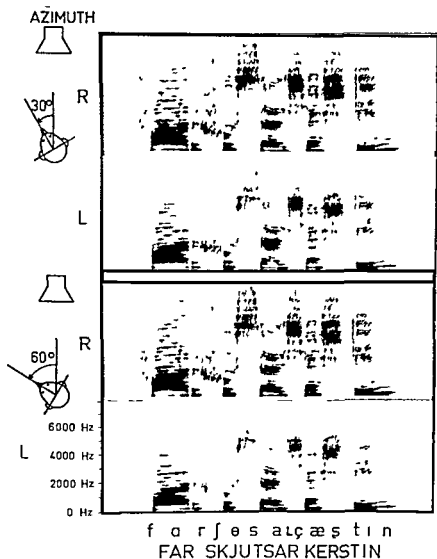 AZIMUTH
30°
R
L
60°
R
L
6000 Hz
4000 Hz
2000 Hz
0 Hz
f ɑ r ʃ ɵ s a ɩ ç æ ʂ t ı n
FAR SKJUTSAR KERSTIN